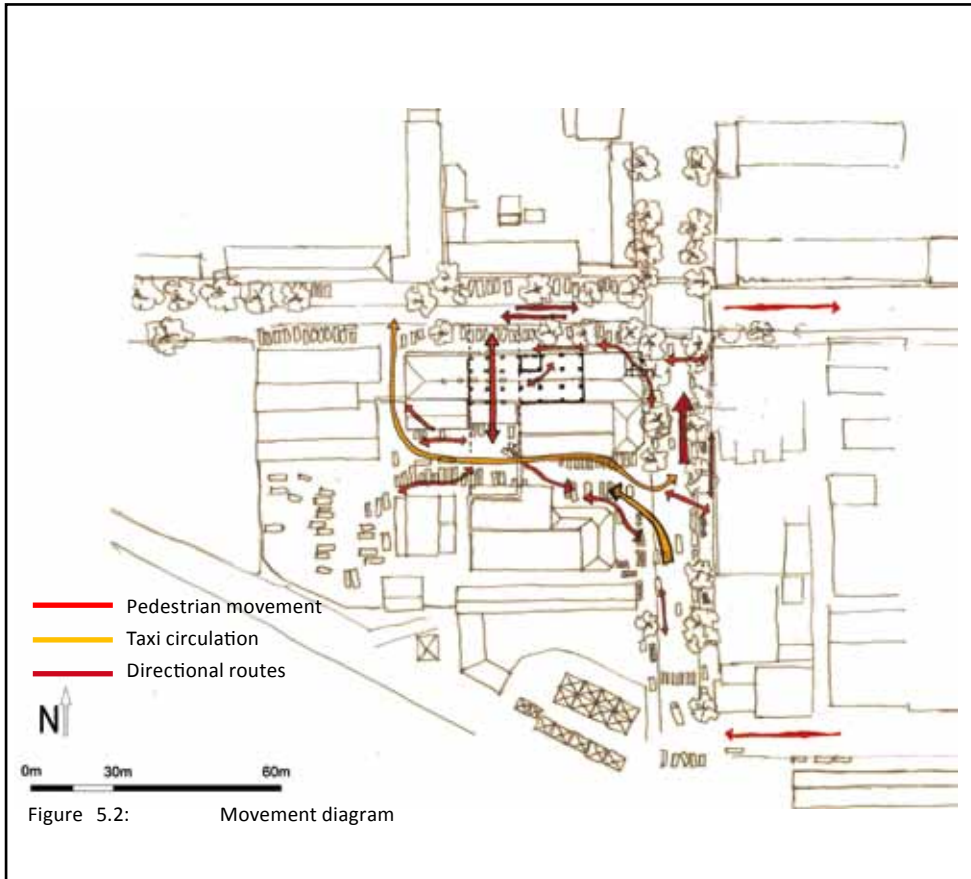 Pedestrian movement
Taxi circulation
Directional routes
N
0m 30m 60m
Figure 5.2: Movement diagram